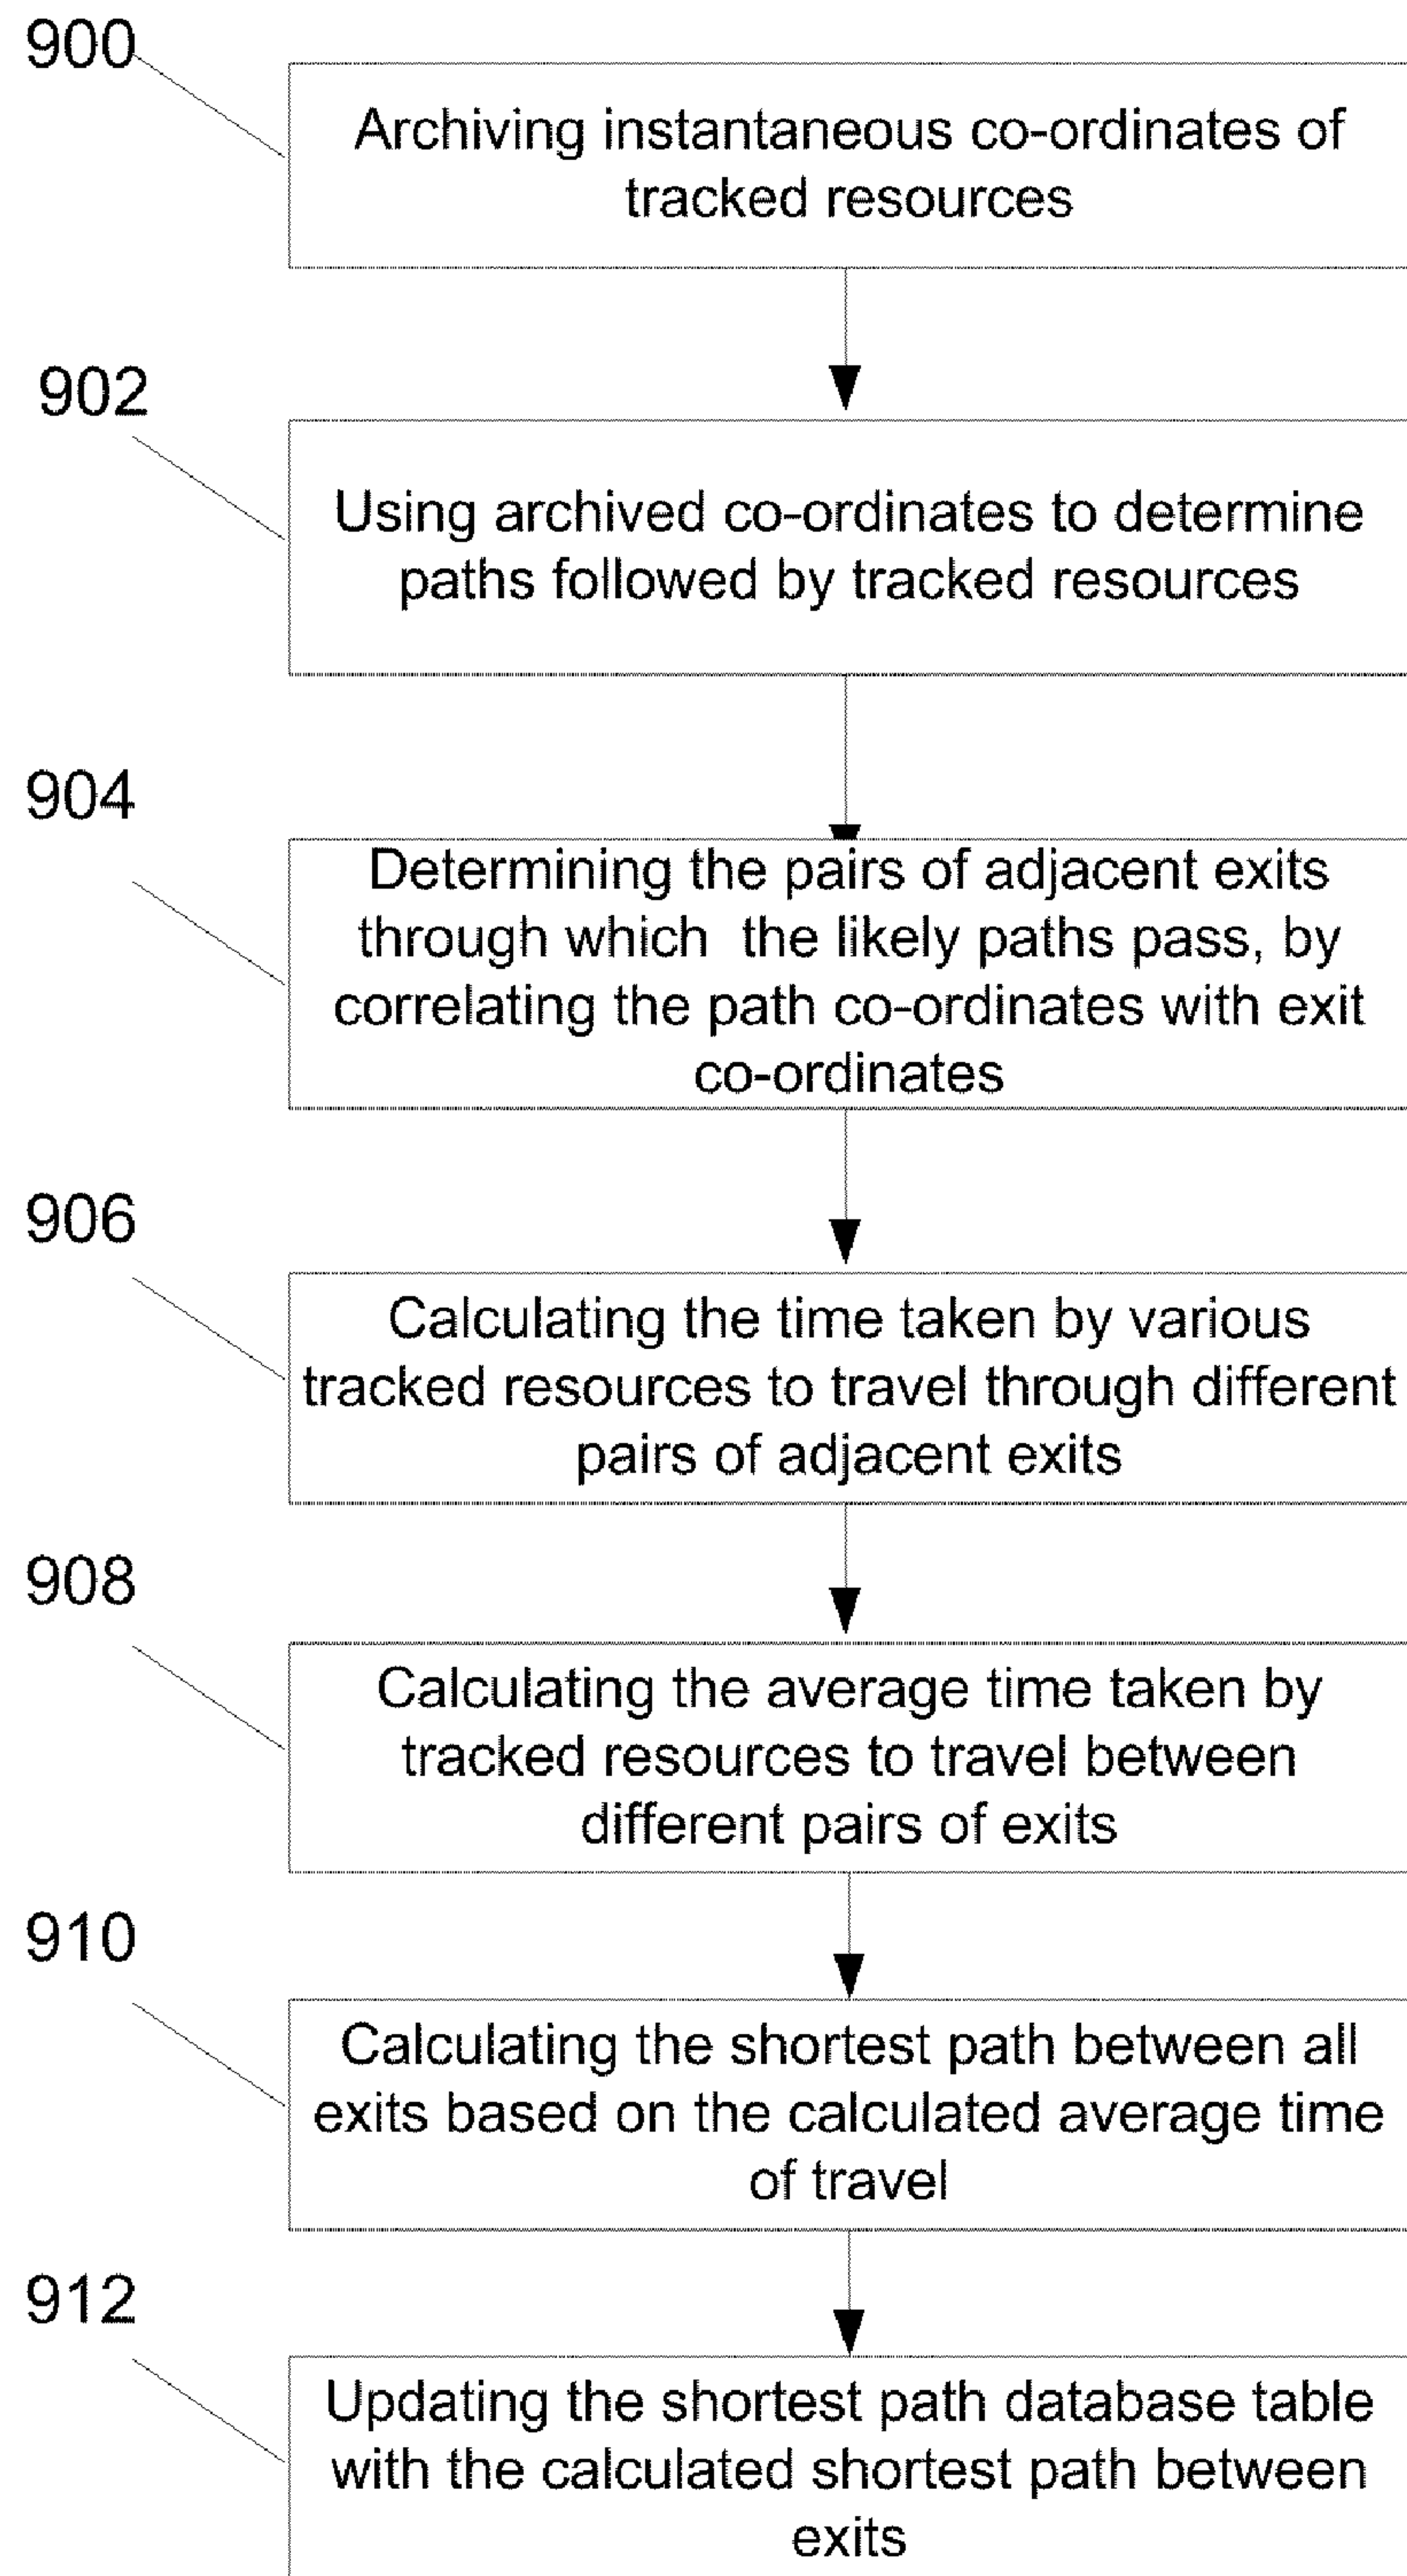 900
Archiving instantaneous co-ordinates of
tracked resources
902
Using archived co-ordinates to determine
paths followed by tracked resources
904
Determining the pairs of adjacent exits
through which the likely paths pass, by
correlating the path co-ordinates with exit
co-ordinates
906
Calculating the time taken by various
tracked resources to travel through different
pairs of adjacent exits
908
Calculating the average time taken by
tracked resources to travel between
different pairs of exits
910
Calculating the shortest path between all
exits based on the calculated average time
of travel
912
Updating the shortest path database table
with the calculated shortest path between
exits